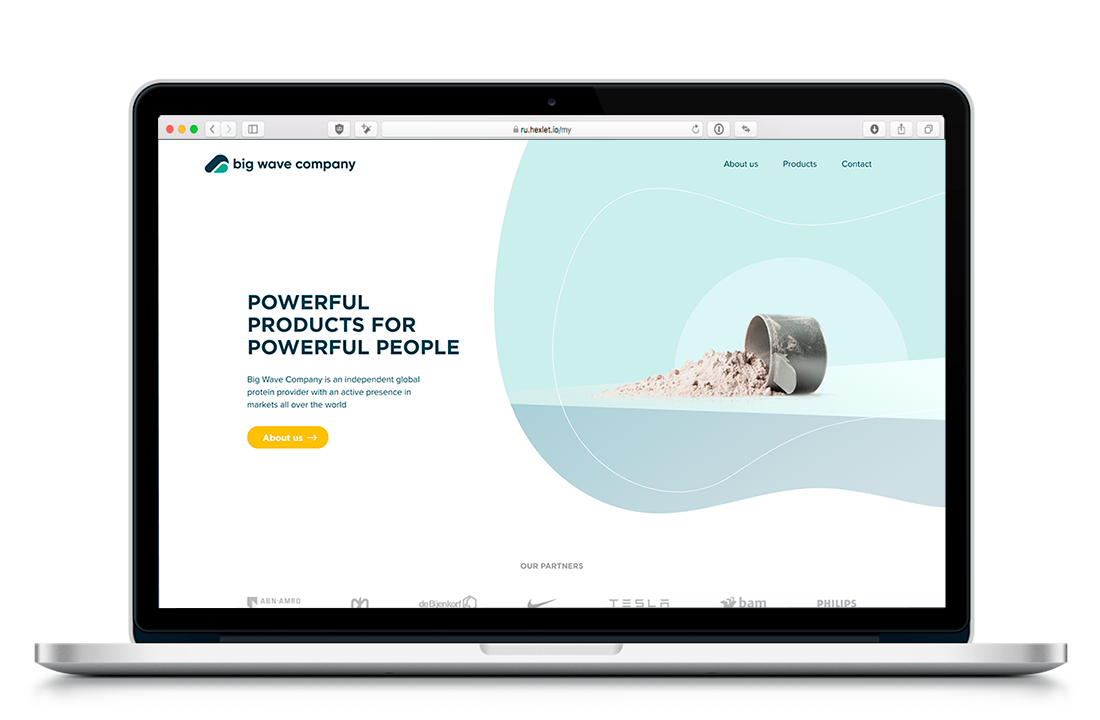 ru.hexlet.io/my
big wave company
About us
Products
Contact
POWERFUL
PRODUCTS FOR
POWERFUL PEOPLE
Big Wave Company is an independent global
protein provider with an active presence in
markets all over the world
About us →
OUR PARTNERS
ABN·AMRO
de Bijenkorf
TESLA
bam
PHILIPS